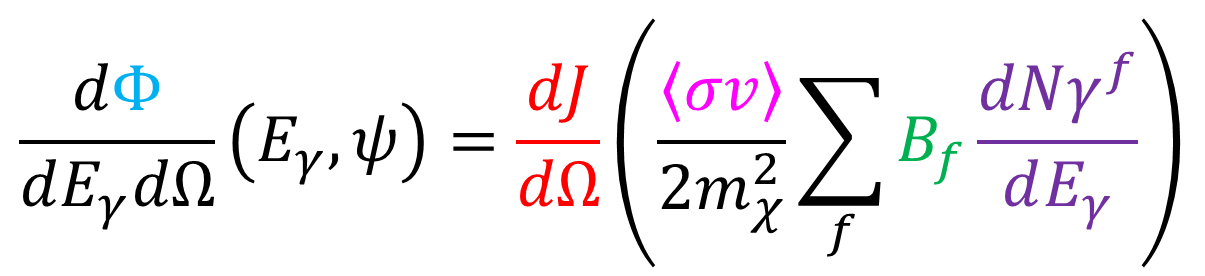 dΦ/(dE_γ dΩ) (E_γ, ψ) = dJ/dΩ ( ⟨σv⟩/(2m_χ^2) ∑_f B_f dNγ^f/dE_γ )